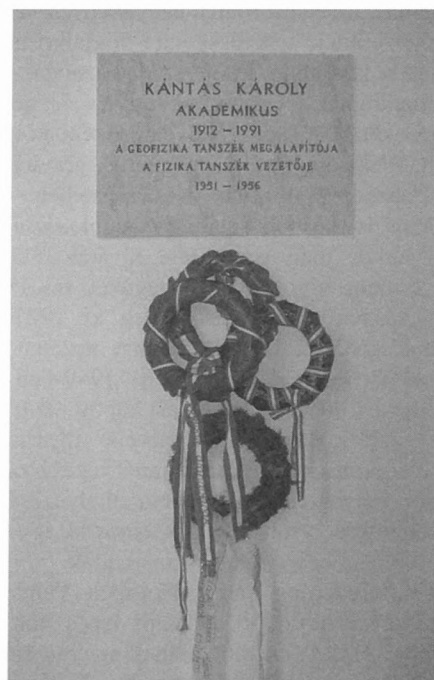 KÁNTÁS KÁROLY
AKADÉMIKUS
1912 – 1991
A GEOFIZIKA TANSZÉK MEGALAPÍTÓJA
A FIZIKA TANSZÉK VEZETŐJE
1951 – 1956